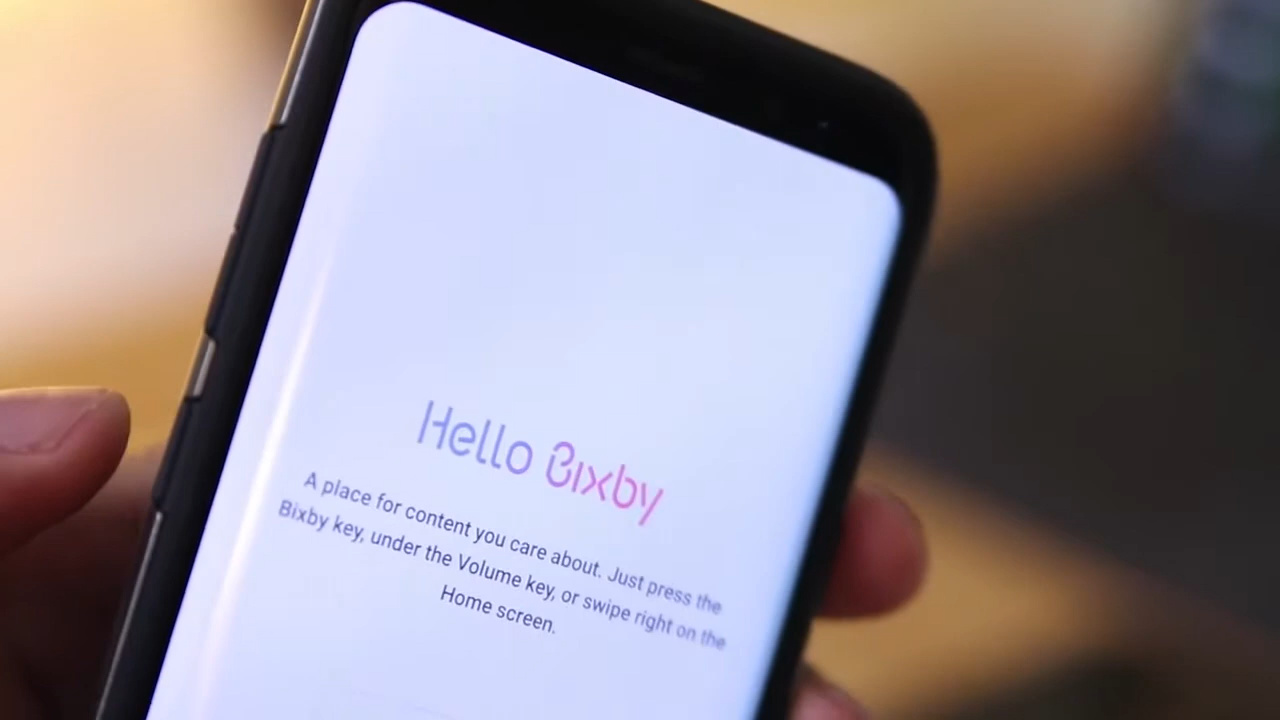 Hello Bixby
A place for content you care about. Just press the
Bixby key, under the Volume key, or swipe right on the
Home screen.